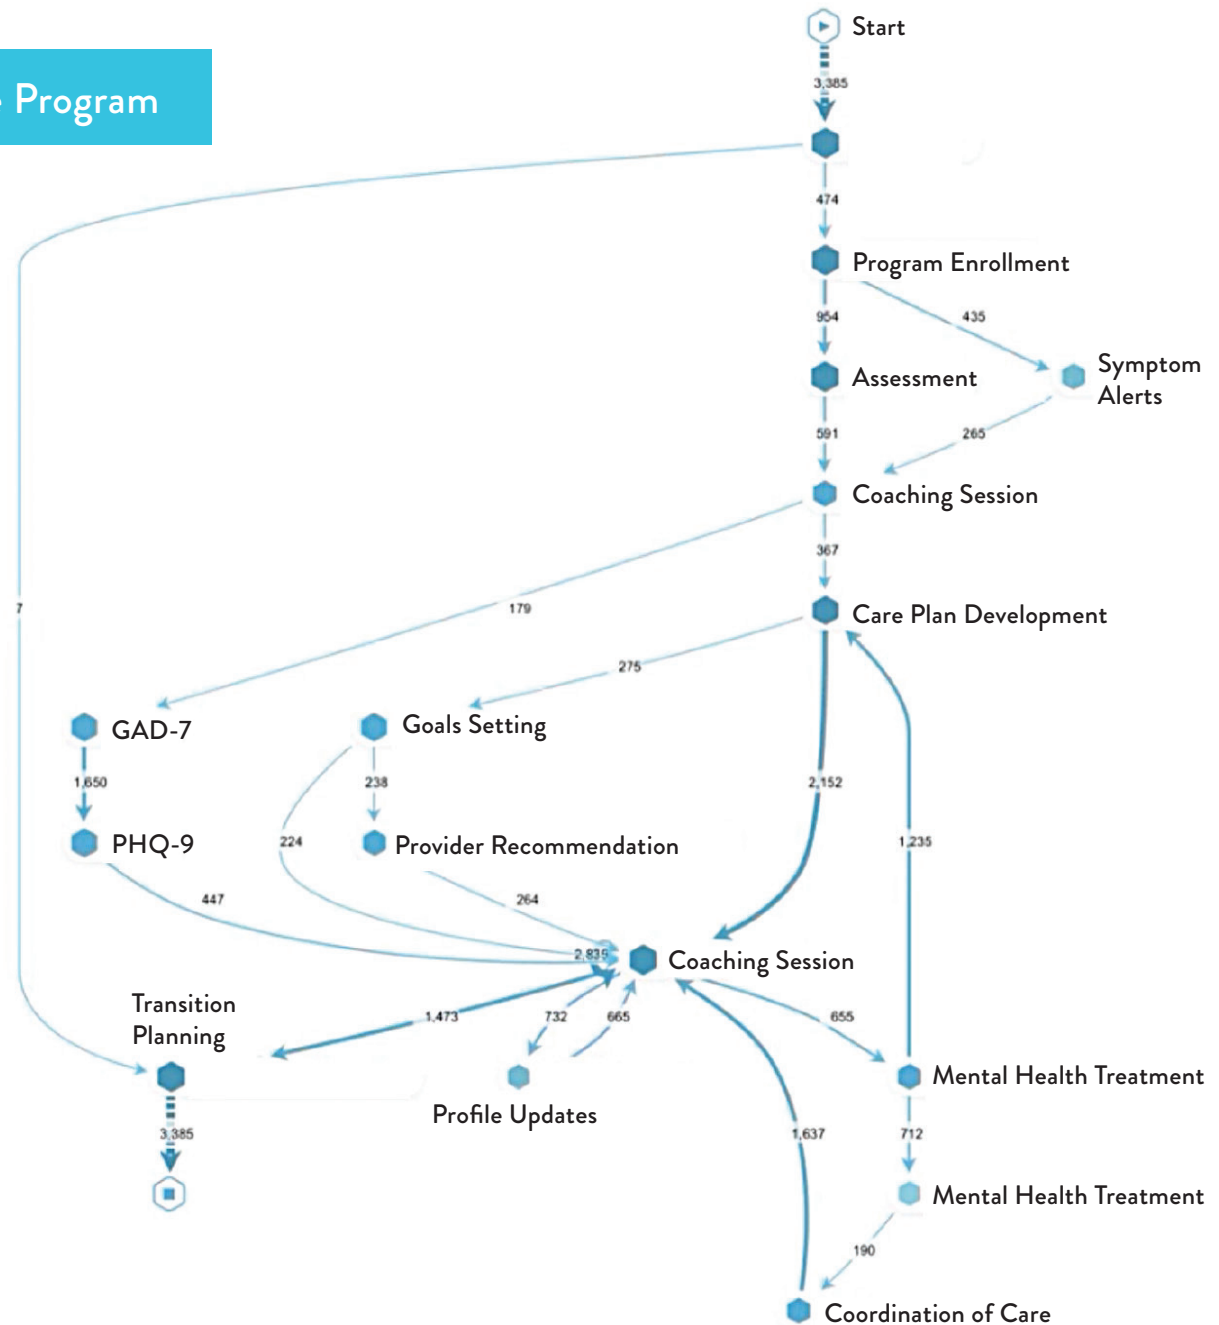 Start
Program
3,385
474
Program Enrollment
954
435
Assessment
Symptom
Alerts
591
265
Coaching Session
367
7
179
Care Plan Development
275
GAD-7
Goals Setting
1,650
238
2,152
224
PHQ-9
Provider Recommendation
1,235
447
264
2,835
Coaching Session
Transition
Planning
1,473
732
665
655
Mental Health Treatment
Profile Updates
3,385
1,637
712
Mental Health Treatment
190
Coordination of Care